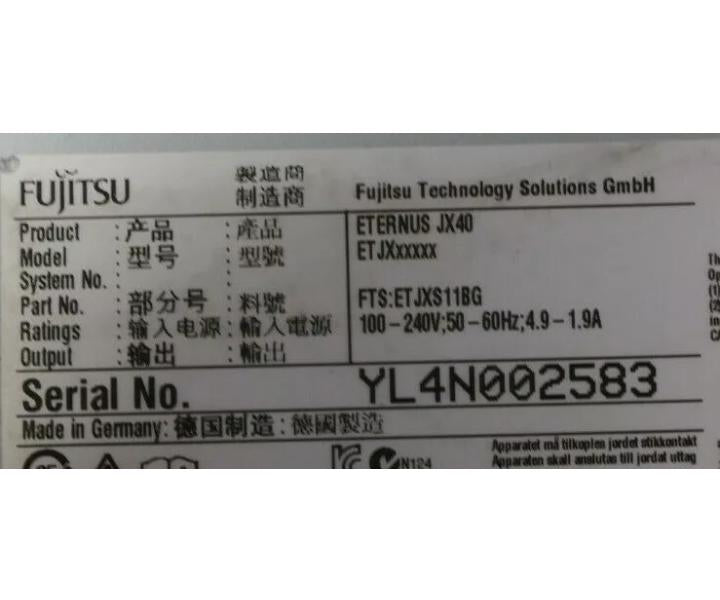 FUJITSU 製造商
制造商 Fujitsu Technology Solutions GmbH
Product :产品 :產品 ETERNUS JX40
Model :型号 :型號 ETJXxxxxx
System No. : :
Part No. :部分号 :料號 FTS:ETJXS11BG
Ratings :输入电源 :輸入電源 100-240V;50-60Hz;4.9-1.9A
Output :输出 :輸出
Serial No. YL4N002583
Made in Germany:德国制造:德國製造
Apparatet må tilkoples jordet stikkontakt
N124 Apparaten skall anslutas till jordat uttag